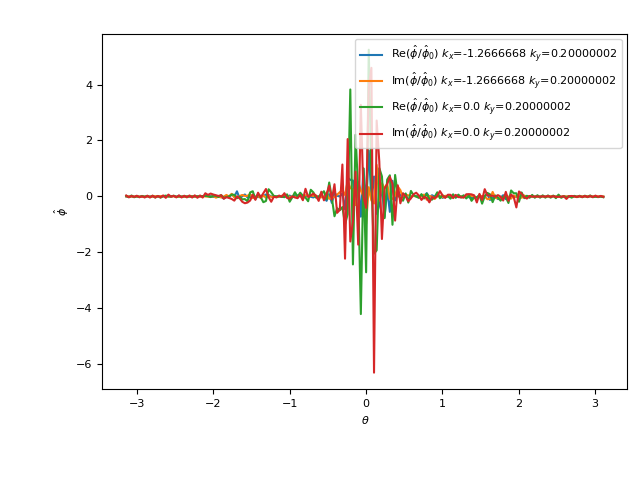 Re(φ̂/φ̂₀) kₓ=-1.2666668 k_y=0.20000002
Im(φ̂/φ̂₀) kₓ=-1.2666668 k_y=0.20000002
Re(φ̂/φ̂₀) kₓ=0.0 k_y=0.20000002
Im(φ̂/φ̂₀) kₓ=0.0 k_y=0.20000002
4
2
0
−2
−4
−6
φ̂
−3 −2 −1 0 1 2 3
θ